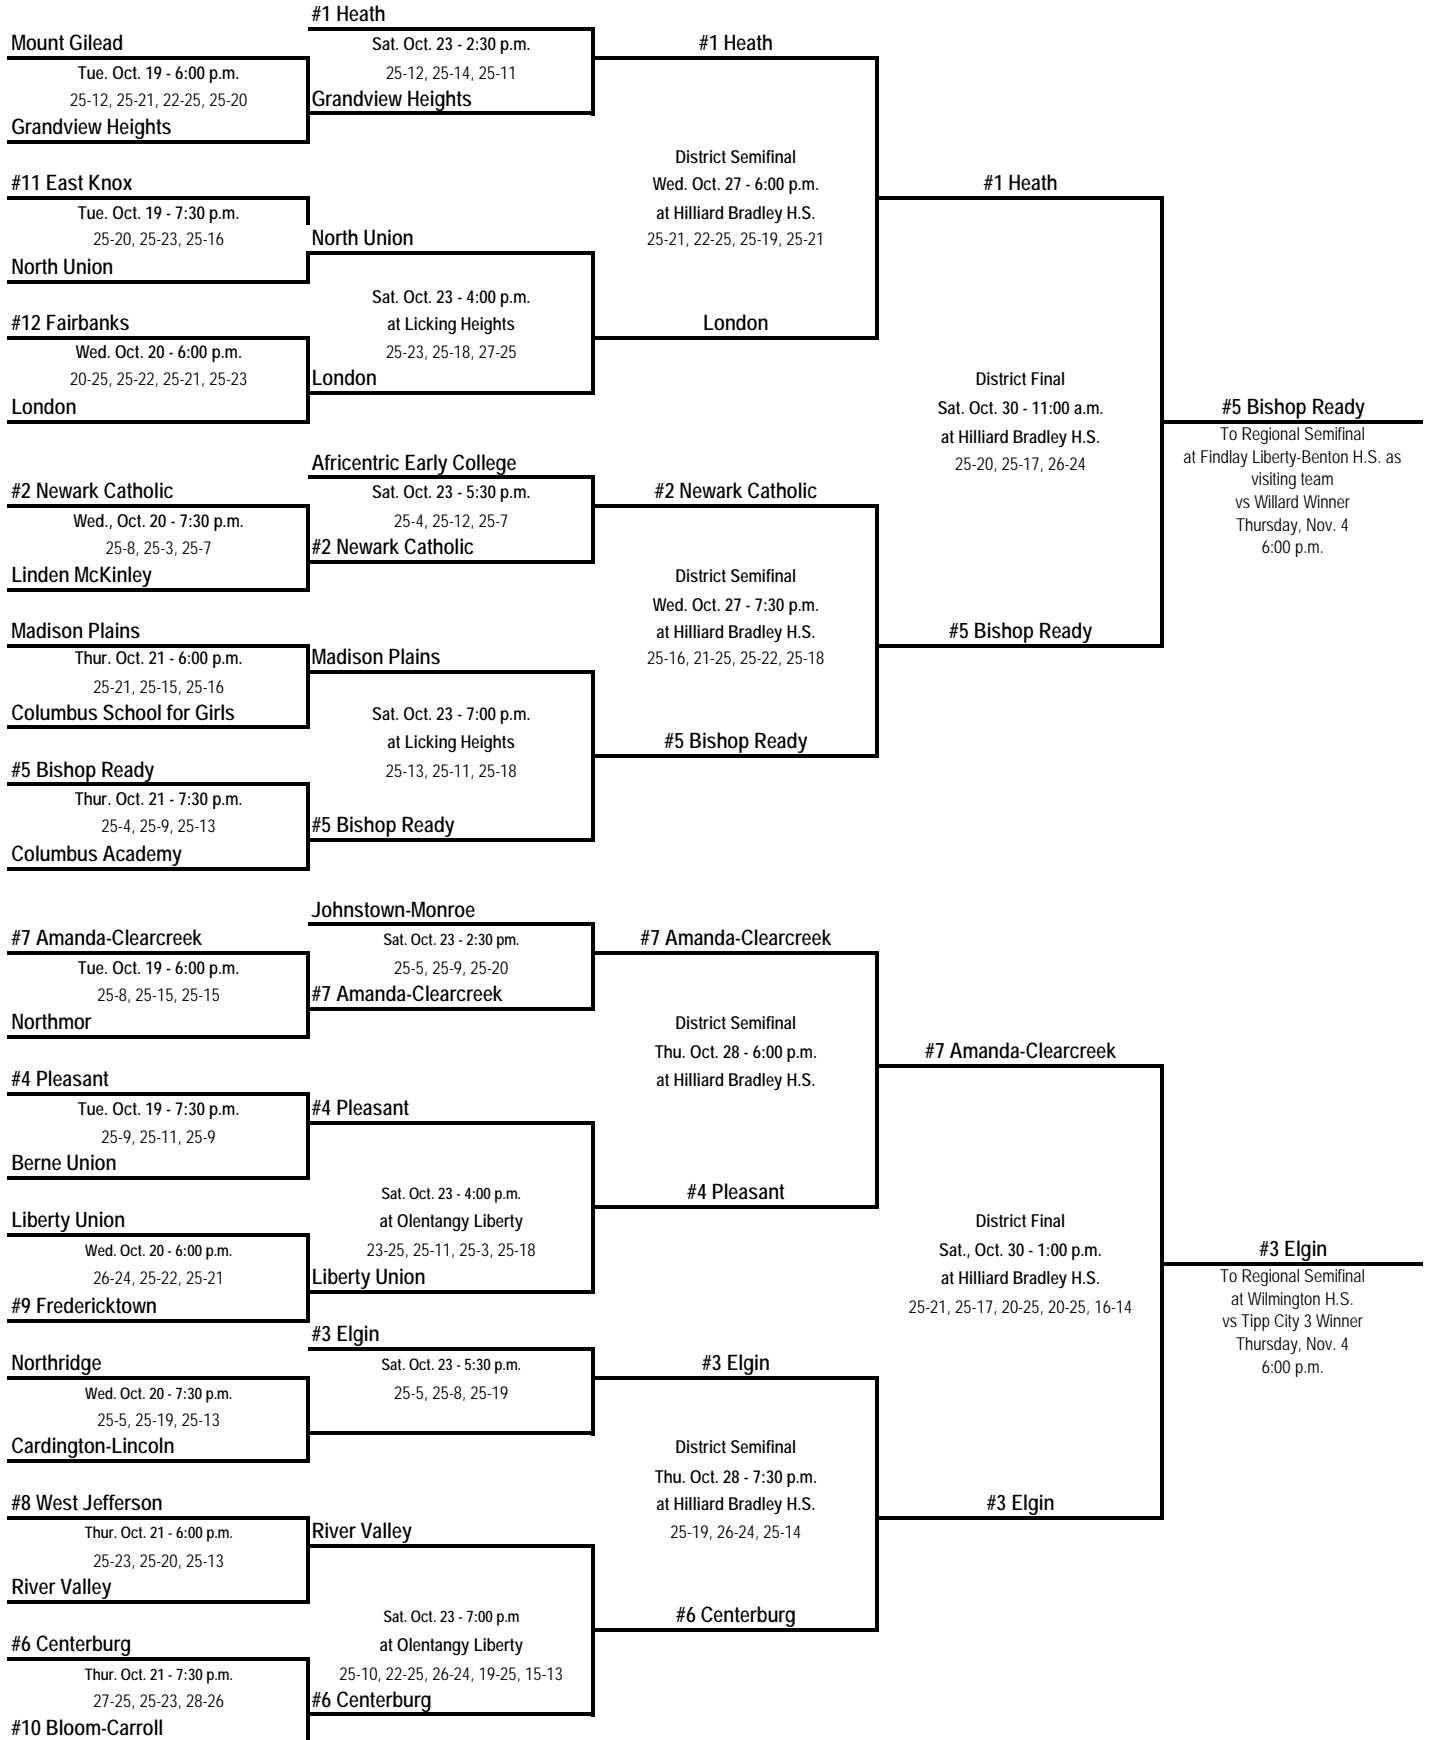 #1 Heath
Mount Gilead
Sat. Oct. 23 - 2:30 p.m.
#1 Heath
Tue. Oct. 19 - 6:00 p.m.
25-12, 25-14, 25-11
25-12, 25-21, 22-25, 25-20
Grandview Heights
Grandview Heights
District Semifinal
#11 East Knox
Wed. Oct. 27 - 6:00 p.m.
#1 Heath
Tue. Oct. 19 - 7:30 p.m.
at Hilliard Bradley H.S.
25-20, 25-23, 25-16
North Union
25-21, 22-25, 25-19, 25-21
North Union
Sat. Oct. 23 - 4:00 p.m.
#12 Fairbanks
at Licking Heights
London
Wed. Oct. 20 - 6:00 p.m.
25-23, 25-18, 27-25
20-25, 25-22, 25-21, 25-23
London
District Final
London
Sat. Oct. 30 - 11:00 a.m.
#5 Bishop Ready
at Hilliard Bradley H.S.
To Regional Semifinal
Africentric Early College
25-20, 25-17, 26-24
at Findlay Liberty-Benton H.S. as
visiting team
#2 Newark Catholic
Sat. Oct. 23 - 5:30 p.m.
#2 Newark Catholic
vs Willard Winner
Wed., Oct. 20 - 7:30 p.m.
25-4, 25-12, 25-7
Thursday, Nov. 4
25-8, 25-3, 25-7
#2 Newark Catholic
6:00 p.m.
Linden McKinley
District Semifinal
Wed. Oct. 27 - 7:30 p.m.
Madison Plains
at Hilliard Bradley H.S.
#5 Bishop Ready
Thur. Oct. 21 - 6:00 p.m.
Madison Plains
25-16, 21-25, 25-22, 25-18
25-21, 25-15, 25-16
Columbus School for Girls
Sat. Oct. 23 - 7:00 p.m.
at Licking Heights
#5 Bishop Ready
#5 Bishop Ready
25-13, 25-11, 25-18
Thur. Oct. 21 - 7:30 p.m.
25-4, 25-9, 25-13
#5 Bishop Ready
Columbus Academy
Johnstown-Monroe
#7 Amanda-Clearcreek
Sat. Oct. 23 - 2:30 pm.
#7 Amanda-Clearcreek
Tue. Oct. 19 - 6:00 p.m.
25-5, 25-9, 25-20
25-8, 25-15, 25-15
#7 Amanda-Clearcreek
Northmor
District Semifinal
Thu. Oct. 28 - 6:00 p.m.
#7 Amanda-Clearcreek
#4 Pleasant
at Hilliard Bradley H.S.
Tue. Oct. 19 - 7:30 p.m.
#4 Pleasant
25-9, 25-11, 25-9
Berne Union
Sat. Oct. 23 - 4:00 p.m.
#4 Pleasant
Liberty Union
at Olentangy Liberty
District Final
Wed. Oct. 20 - 6:00 p.m.
23-25, 25-11, 25-3, 25-18
Sat., Oct. 30 - 1:00 p.m.
#3 Elgin
26-24, 25-22, 25-21
Liberty Union
at Hilliard Bradley H.S.
To Regional Semifinal
#9 Fredericktown
25-21, 25-17, 20-25, 20-25, 16-14
at Wilmington H.S.
vs Tipp City 3 Winner
#3 Elgin
Thursday, Nov. 4
Northridge
Sat. Oct. 23 - 5:30 p.m.
#3 Elgin
6:00 p.m.
Wed. Oct. 20 - 7:30 p.m.
25-5, 25-8, 25-19
25-5, 25-19, 25-13
Cardington-Lincoln
District Semifinal
Thu. Oct. 28 - 7:30 p.m.
#8 West Jefferson
at Hilliard Bradley H.S.
#3 Elgin
Thur. Oct. 21 - 6:00 p.m.
River Valley
25-19, 26-24, 25-14
25-23, 25-20, 25-13
River Valley
Sat. Oct. 23 - 7:00 p.m
#6 Centerburg
#6 Centerburg
at Olentangy Liberty
Thur. Oct. 21 - 7:30 p.m.
25-10, 22-25, 26-24, 19-25, 15-13
27-25, 25-23, 28-26
#6 Centerburg
#10 Bloom-Carroll